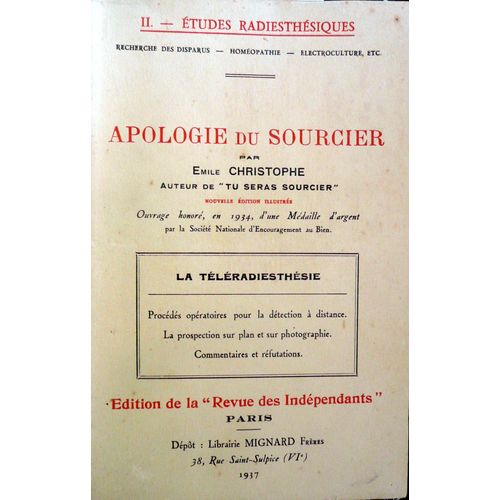 II. — ÉTUDES RADIESTHÉSIQUES
RECHERCHE DES DISPARUS — HOMÉOPATHIE — ÉLECTROCULTURE, ETC.
APOLOGIE DU SOURCIER
PAR
EMILE CHRISTOPHE
AUTEUR DE "TU SERAS SOURCIER"
NOUVELLE ÉDITION ILLUSTRÉE
Ouvrage honoré, en 1934, d'une Médaille d'argent
par la Société Nationale d'Encouragement au Bien.
LA TÉLÉRADIESTHÉSIE
Procédés opératoires pour la détection à distance.
La prospection sur plan et sur photographie.
Commentaires et réfutations.
Edition de la "Revue des Indépendants"
PARIS
Dépôt : Librairie MIGNARD FRÈRES
38, Rue Saint-Sulpice (VIe)
1937